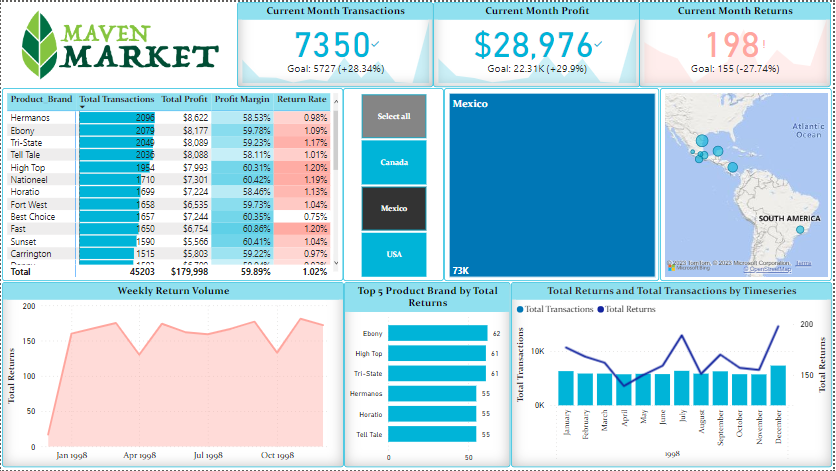 MAVEN
MARKET
Current Month Transactions
7350
Goal: 5727 (+28.34%)
Current Month Profit
$28,976
Goal: 22.31K (+29.9%)
Current Month Returns
198
!
Goal: 155 (-27.74%)
Product_Brand Total Transactions Total Profit Profit Margin Return Rate
Hermanos 2096 $8,622 58.53% 0.98%
Ebony 2079 $8,177 59.78% 1.09%
Tri-State 2049 $8,089 59.23% 1.17%
Tell Tale 2036 $8,088 58.11% 1.01%
High Top 1954 $7,993 60.31% 1.20%
Nationeel 1710 $7,301 60.42% 1.19%
Horatio 1699 $7,224 58.46% 1.13%
Fort West 1658 $6,535 59.73% 1.04%
Best Choice 1657 $7,244 60.35% 0.75%
Fast 1650 $6,754 60.86% 1.20%
Sunset 1590 $5,566 60.41% 1.04%
Carrington 1515 $5,803 59.22% 0.97%
Total 45203 $179,998 59.89% 1.02%
Select all
Canada
Mexico
USA
Mexico
73K
Atlantic
Ocean
SOUTH AMERICA
Microsoft Bing
© 2023 TomTom, © 2023 Microsoft Corporation, Terms
© OpenStreetMap
Weekly Return Volume
Total Returns
200
150
100
50
0
Jan 1998 Apr 1998 Jul 1998 Oct 1998
Top 5 Product Brand by Total
Returns
Ebony 62
High Top 61
Tri-State 61
Hermanos 55
Horatio 55
Tell Tale 55
0 50
Total Returns and Total Transactions by Timeseries
Total Transactions Total Returns
Total Transactions
10K
0K
200
150
Total Returns
January
February
March
April
May
June
July
August
September
October
November
December
1998